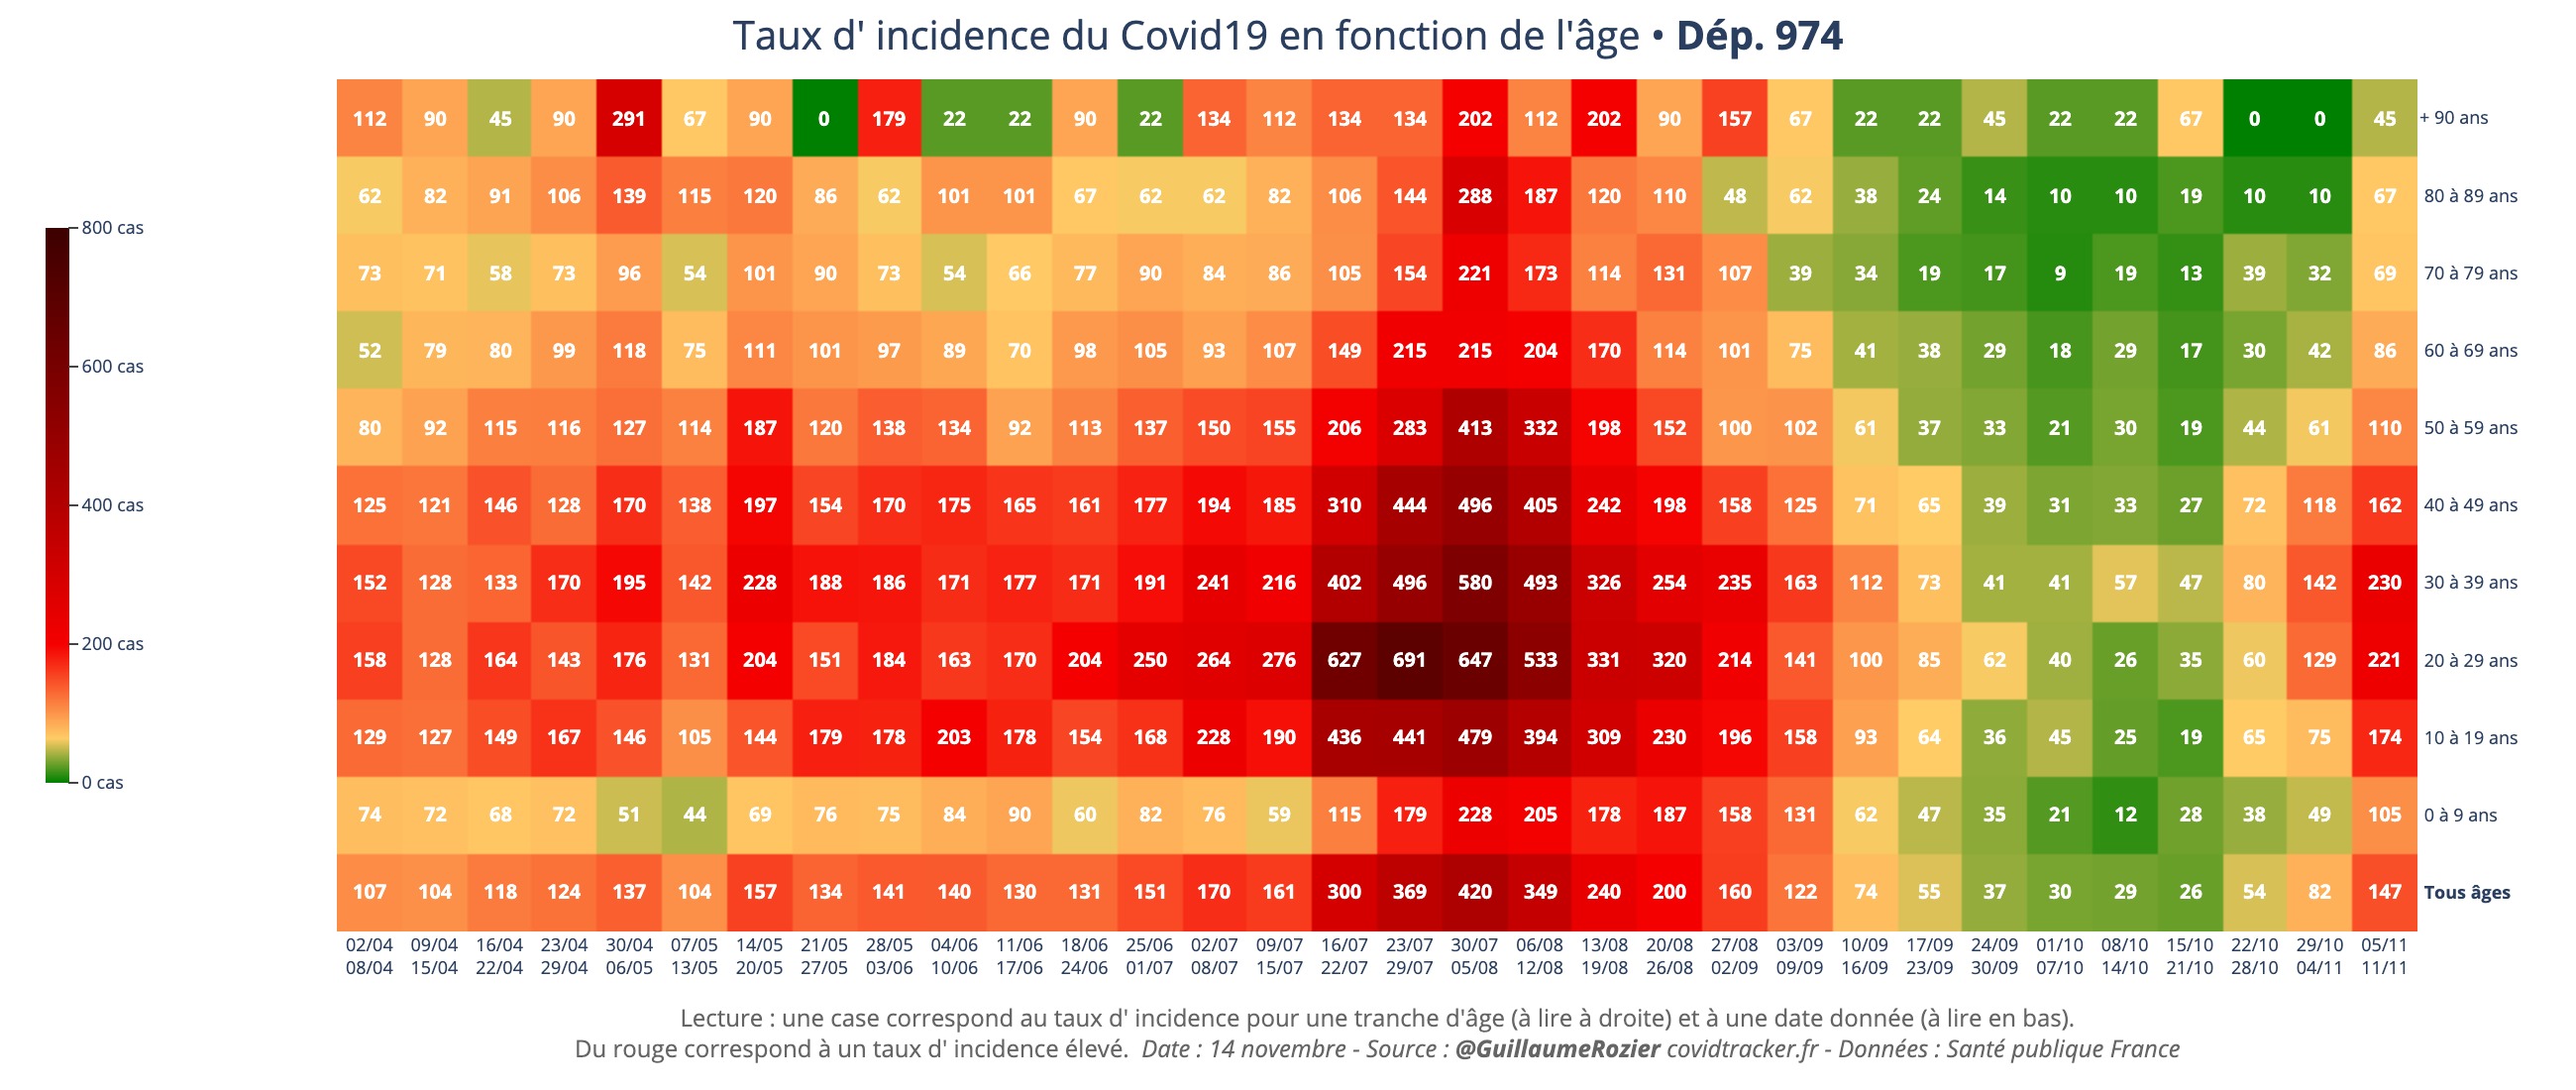 Taux d' incidence du Covid19 en fonction de l'âge • Dép. 974
800 cas
600 cas
400 cas
200 cas
0 cas
112 90 45 90 291 67 90 0 179 22 22 90 22 134 112 134 134 202 112 202 90 157 67 22 22 45 22 22 67 0 0 45 + 90 ans
62 82 91 106 139 115 120 86 62 101 101 67 62 62 82 106 144 288 187 120 110 48 62 38 24 14 10 10 19 10 10 67 80 à 89 ans
73 71 58 73 96 54 101 90 73 54 66 77 90 84 86 105 154 221 173 114 131 107 39 34 19 17 9 19 13 39 32 69 70 à 79 ans
52 79 80 99 118 75 111 101 97 89 70 98 105 93 107 149 215 215 204 170 114 101 75 41 38 29 18 29 17 30 42 86 60 à 69 ans
80 92 115 116 127 114 187 120 138 134 92 113 137 150 155 206 283 413 332 198 152 100 102 61 37 33 21 30 19 44 61 110 50 à 59 ans
125 121 146 128 170 138 197 154 170 175 165 161 177 194 185 310 444 496 405 242 198 158 125 71 65 39 31 33 27 72 118 162 40 à 49 ans
152 128 133 170 195 142 228 188 186 171 177 171 191 241 216 402 496 580 493 326 254 235 163 112 73 41 41 57 47 80 142 230 30 à 39 ans
158 128 164 143 176 131 204 151 184 163 170 204 250 264 276 627 691 647 533 331 320 214 141 100 85 62 40 26 35 60 129 221 20 à 29 ans
129 127 149 167 146 105 144 179 178 203 178 154 168 228 190 436 441 479 394 309 230 196 158 93 64 36 45 25 19 65 75 174 10 à 19 ans
74 72 68 72 51 44 69 76 75 84 90 60 82 76 59 115 179 228 205 178 187 158 131 62 47 35 21 12 28 38 49 105 0 à 9 ans
107 104 118 124 137 104 157 134 141 140 130 131 151 170 161 300 369 420 349 240 200 160 122 74 55 37 30 29 26 54 82 147 Tous âges
02/04 09/04 16/04 23/04 30/04 07/05 14/05 21/05 28/05 04/06 11/06 18/06 25/06 02/07 09/07 16/07 23/07 30/07 06/08 13/08 20/08 27/08 03/09 10/09 17/09 24/09 01/10 08/10 15/10 22/10 29/10 05/11
08/04 15/04 22/04 29/04 06/05 13/05 20/05 27/05 03/06 10/06 17/06 24/06 01/07 08/07 15/07 22/07 29/07 05/08 12/08 19/08 26/08 02/09 09/09 16/09 23/09 30/09 07/10 14/10 21/10 28/10 04/11 11/11
Lecture : une case correspond au taux d' incidence pour une tranche d'âge (à lire à droite) et à une date donnée (à lire en bas).
Du rouge correspond à un taux d' incidence élevé. Date : 14 novembre - Source : @GuillaumeRozier covidtracker.fr - Données : Santé publique France